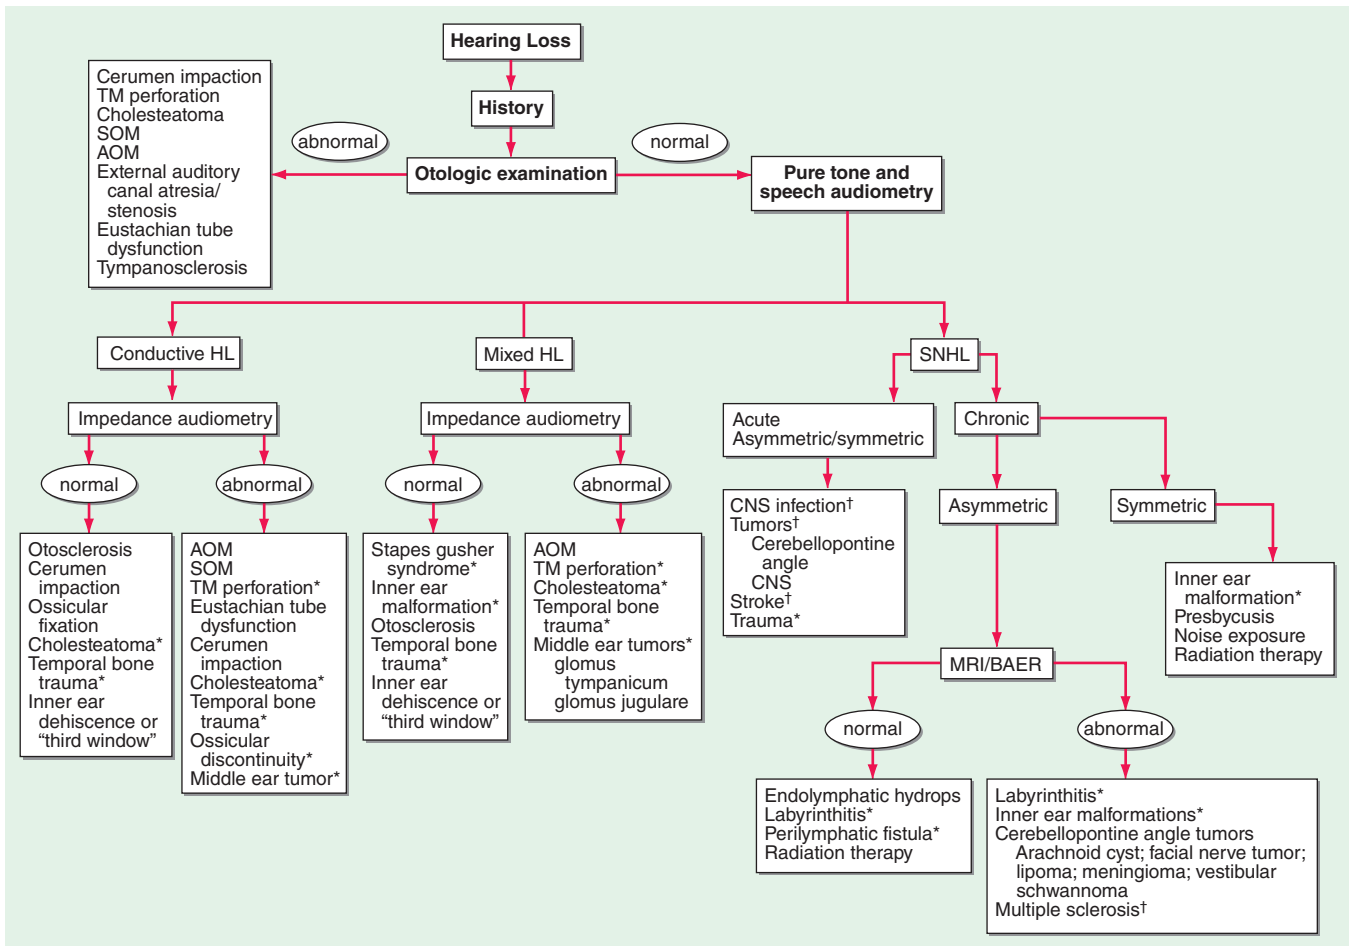 Hearing Loss
History
abnormal
normal
Otologic examination
Cerumen impaction
TM perforation
Cholesteatoma
SOM
AOM
External auditory
canal atresia/
stenosis
Eustachian tube
dysfunction
Tympanosclerosis
Pure tone and
speech audiometry
Conductive HL
Mixed HL
SNHL
Impedance audiometry
normal
abnormal
Otosclerosis
Cerumen
impaction
Ossicular
fixation
Cholesteatoma*
Temporal bone
trauma*
Inner ear
dehiscence or
“third window”
AOM
SOM
TM perforation*
Eustachian tube
dysfunction
Cerumen
impaction
Cholesteatoma*
Temporal bone
trauma*
Ossicular
discontinuity*
Middle ear tumor*
Impedance audiometry
normal
abnormal
Stapes gusher
syndrome*
Inner ear
malformation*
Otosclerosis
Temporal bone
trauma*
Inner ear
dehiscence or
“third window”
AOM
TM perforation*
Cholesteatoma*
Temporal bone
trauma*
Middle ear tumors*
glomus
tympanicum
glomus jugulare
Acute
Asymmetric/symmetric
Chronic
CNS infection†
Tumors†
Cerebellopontine
angle
CNS
Stroke†
Trauma*
Asymmetric
Symmetric
Inner ear
malformation*
Presbycusis
Noise exposure
Radiation therapy
MRI/BAER
normal
abnormal
Endolymphatic hydrops
Labyrinthitis*
Perilymphatic fistula*
Radiation therapy
Labyrinthitis*
Inner ear malformations*
Cerebellopontine angle tumors
Arachnoid cyst; facial nerve tumor;
lipoma; meningioma; vestibular
schwannoma
Multiple sclerosis†